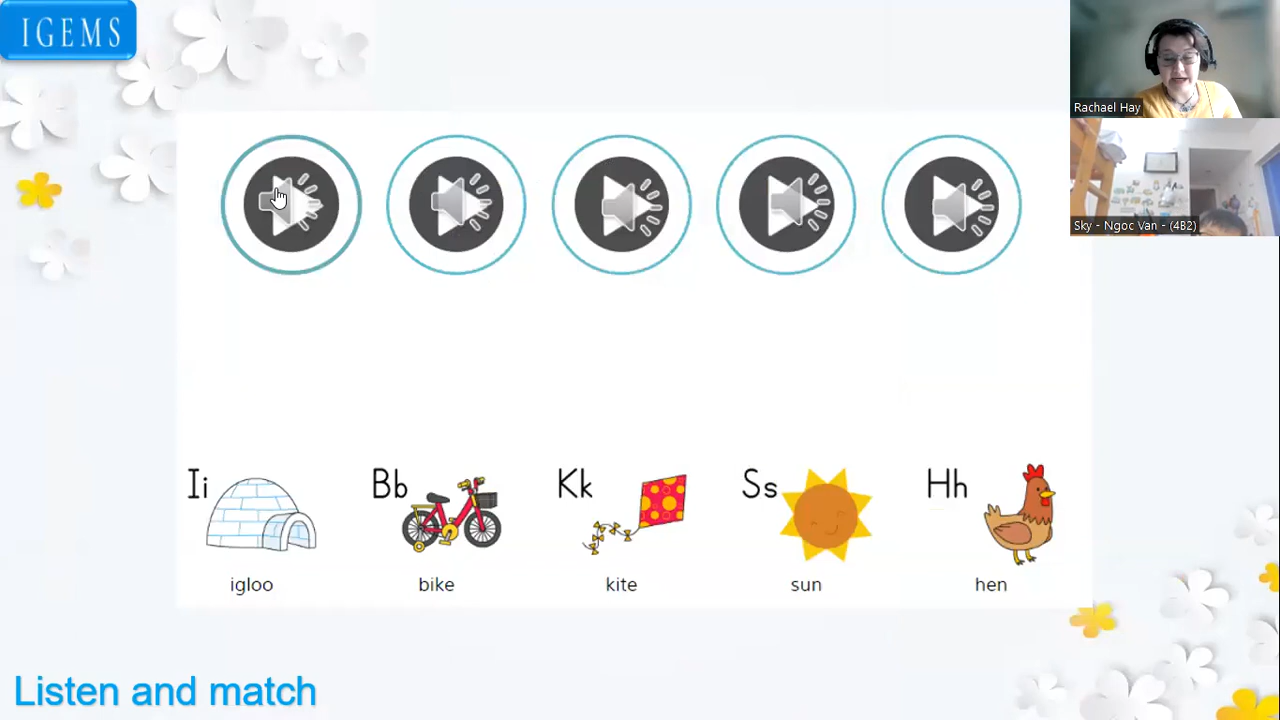 IGEMS
Rachael Hay
Sky - Ngoc Van - (4B2)
Ii
Bb
Kk
Ss
Hh
igloo
bike
kite
sun
hen
Listen and match